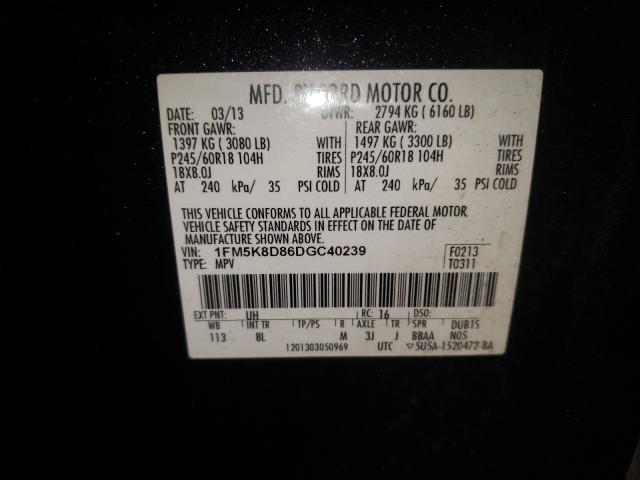 MFD. BY FORD MOTOR CO.
DATE: 03/13 GVWR: 2794 KG ( 6160 LB)
FRONT GAWR: REAR GAWR:
1397 KG ( 3080 LB) WITH 1497 KG ( 3300 LB) WITH
P245/60R18 104H TIRES P245/60R18 104H TIRES
18X8.0J RIMS 18X8.0J RIMS
AT 240 kPa/ 35 PSI COLD AT 240 kPa/ 35 PSI COLD
THIS VEHICLE CONFORMS TO ALL APPLICABLE FEDERAL MOTOR
VEHICLE SAFETY STANDARDS IN EFFECT ON THE DATE OF
MANUFACTURE SHOWN ABOVE.
VIN: 1FM5K8D86DGC40239 F0213
TYPE: MPV T0311
EXT PNT: UH RC: 16 DSO:
WB INT TR TP/PS R AXLE TR SPR DUB1S
113 8L M 3J J BBAA N05
1201303050969 UTC ▽5U5A-1520472-BA